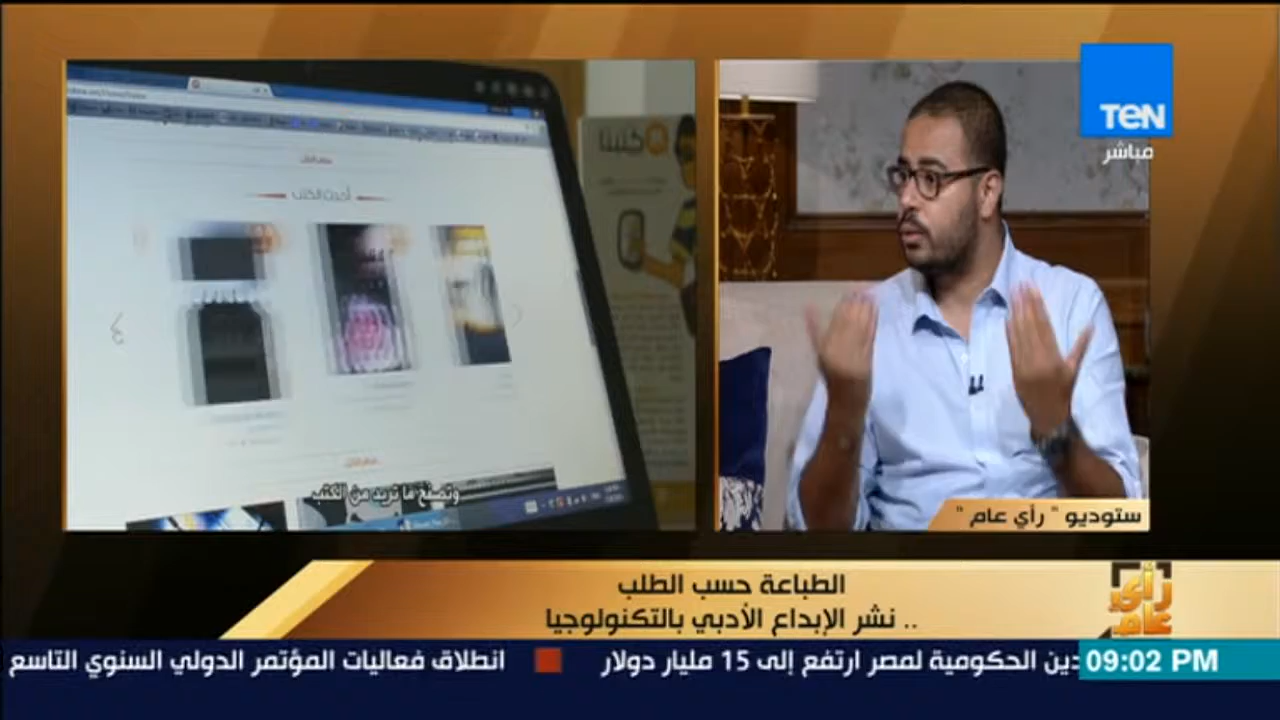 TEN
مباشر
كتبنا
أحدث الكتب
وتصفح ما تريد من الكتب
ستوديو " رأي عام "
الطباعة حسب الطلب
.. نشر الإبداع الأدبي بالتكنولوجيا
رأي
عام
دين الحكومية لمصر ارتفع إلى 15 مليار دولار
انطلاق فعاليات المؤتمر الدولي السنوي التاسع
09:02 PM